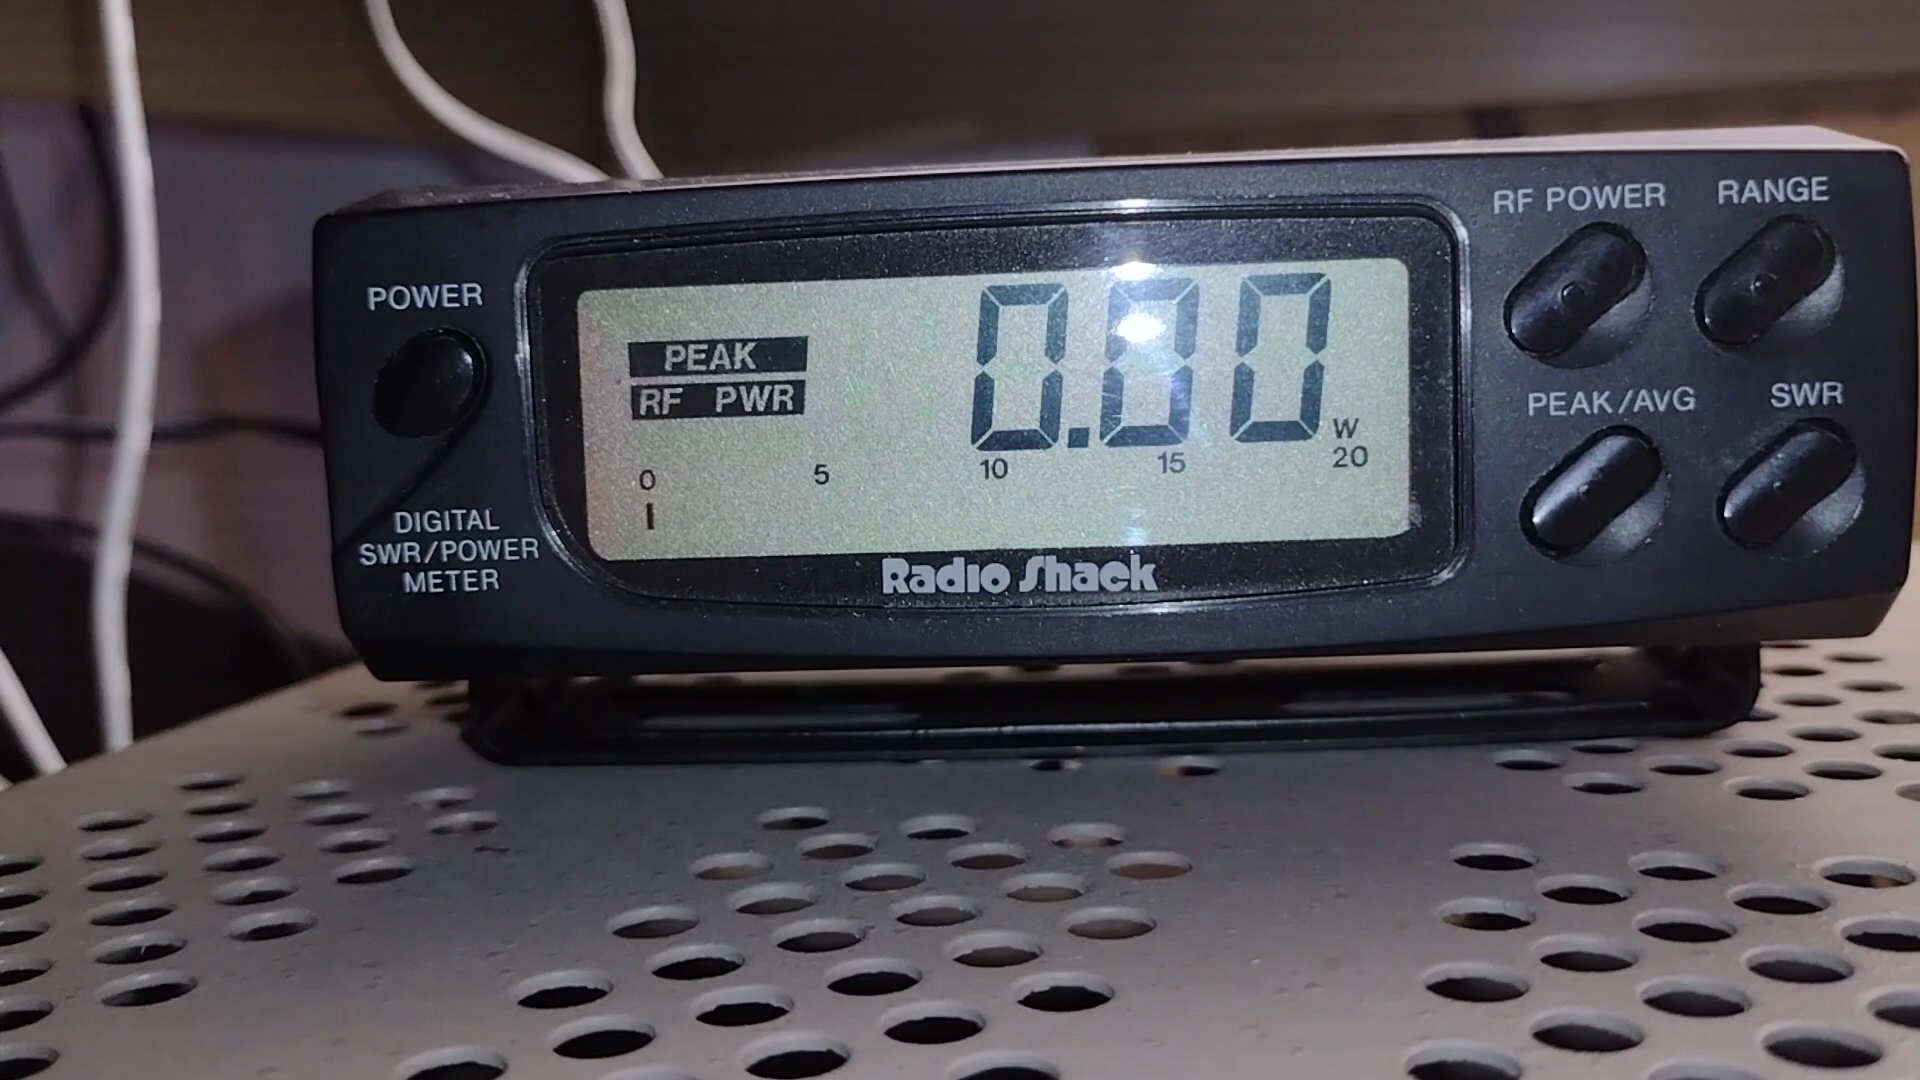 RF POWER RANGE
POWER
PEAK
RF PWR
0.00 W
PEAK/AVG SWR
0 5 10 15 20
DIGITAL
SWR/POWER
METER
Radio Shack